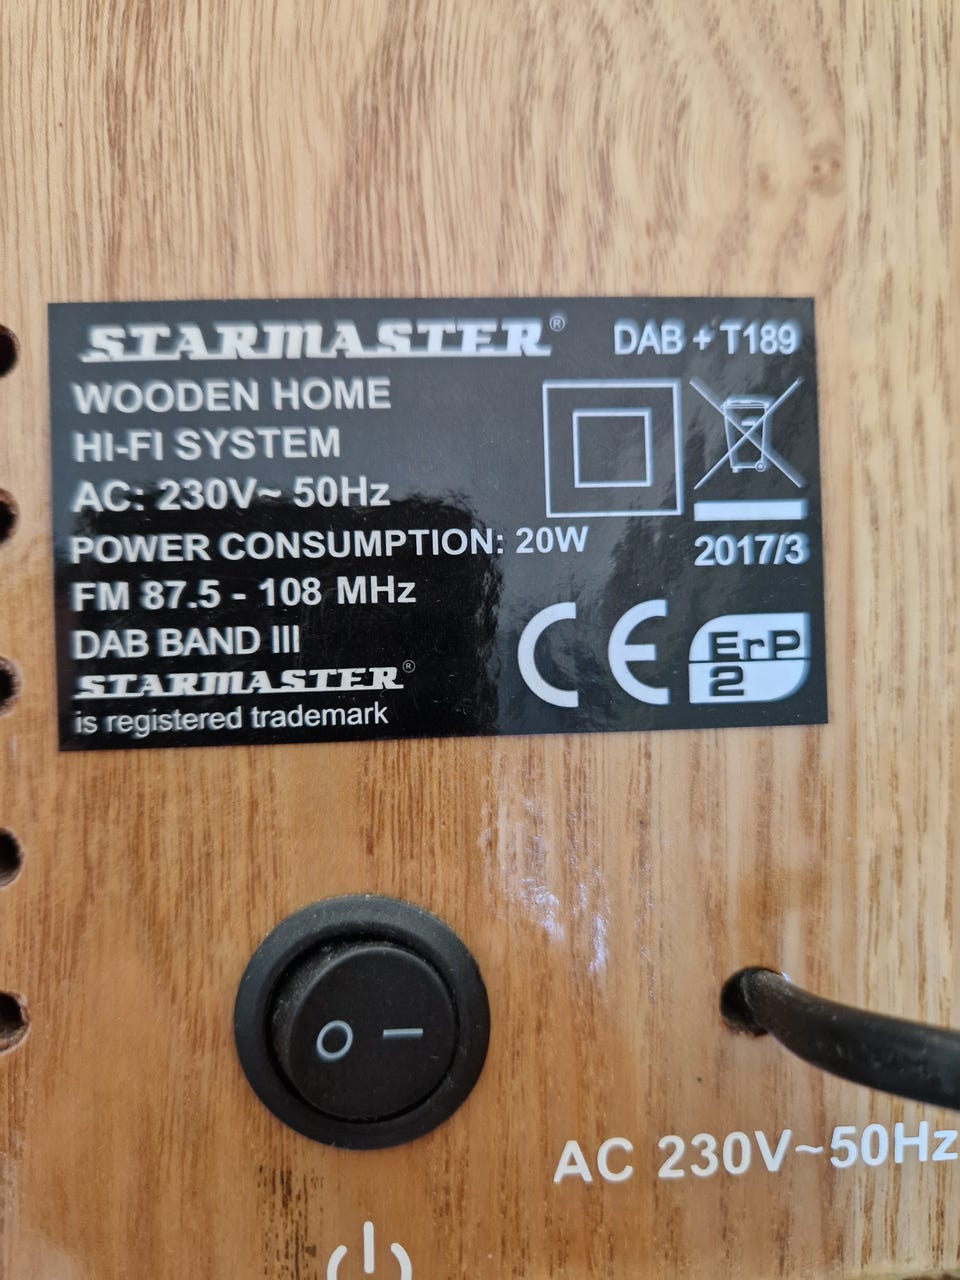 STARMASTER® DAB + T189
WOODEN HOME
HI-FI SYSTEM
AC: 230V~ 50Hz
POWER CONSUMPTION: 20W
2017/3
FM 87.5 - 108 MHz
DAB BAND III
STARMASTER®
is registered trademark
CE
ErP
2
O –
AC 230V~50Hz